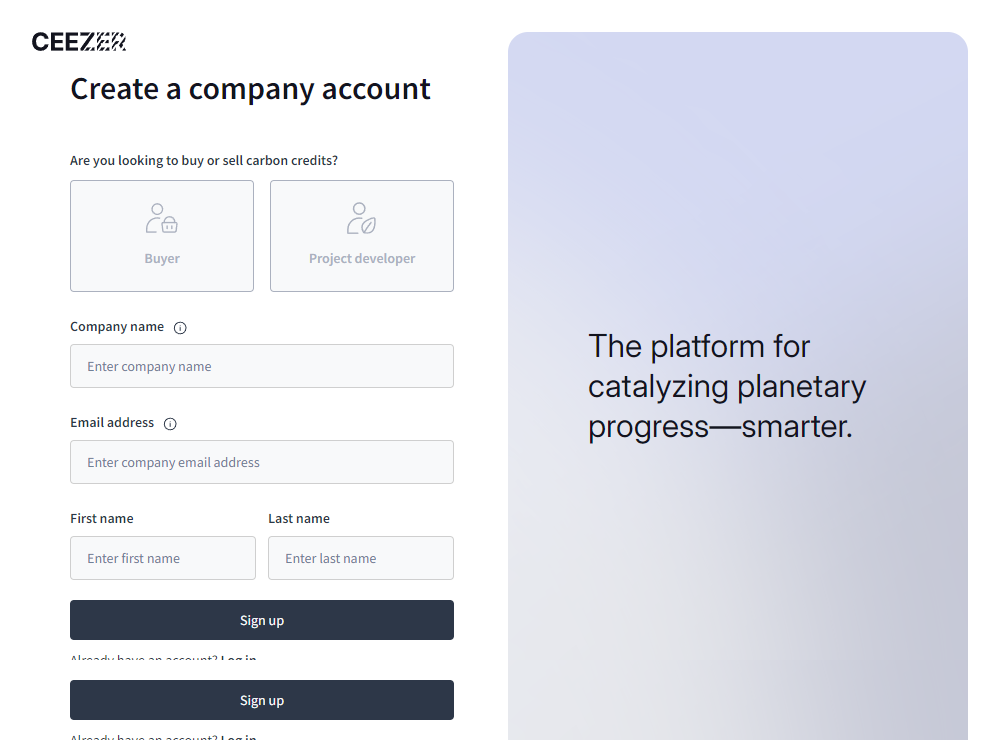 CEEZER
Create a company account
Are you looking to buy or sell carbon credits?
Buyer
Project developer
Company name
Enter company name
Email address
Enter company email address
First name
Last name
Enter first name
Enter last name
Sign up
Already have an account? Log in
Sign up
Already have an account? Log in
The platform for
catalyzing planetary
progress—smarter.